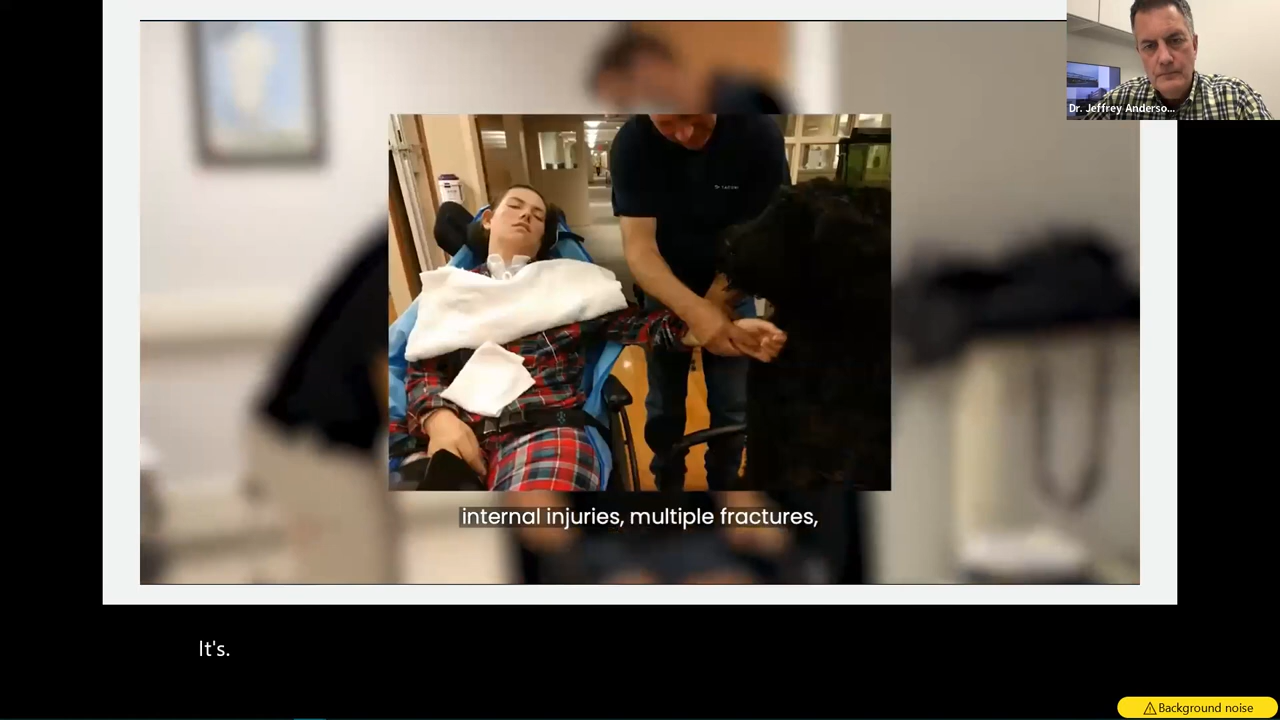 Dr. Jeffrey Anderso...
internal injuries, multiple fractures,
It's.
Background noise